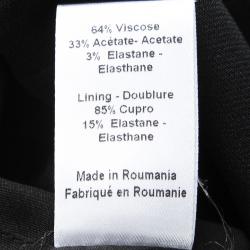 64% Viscose
33% Acétate- Acetate
3% Elastane -
Elasthane
Lining - Doublure
85% Cupro
15% Elastane -
Elasthane
Made in Roumania
Fabriqué en Roumanie